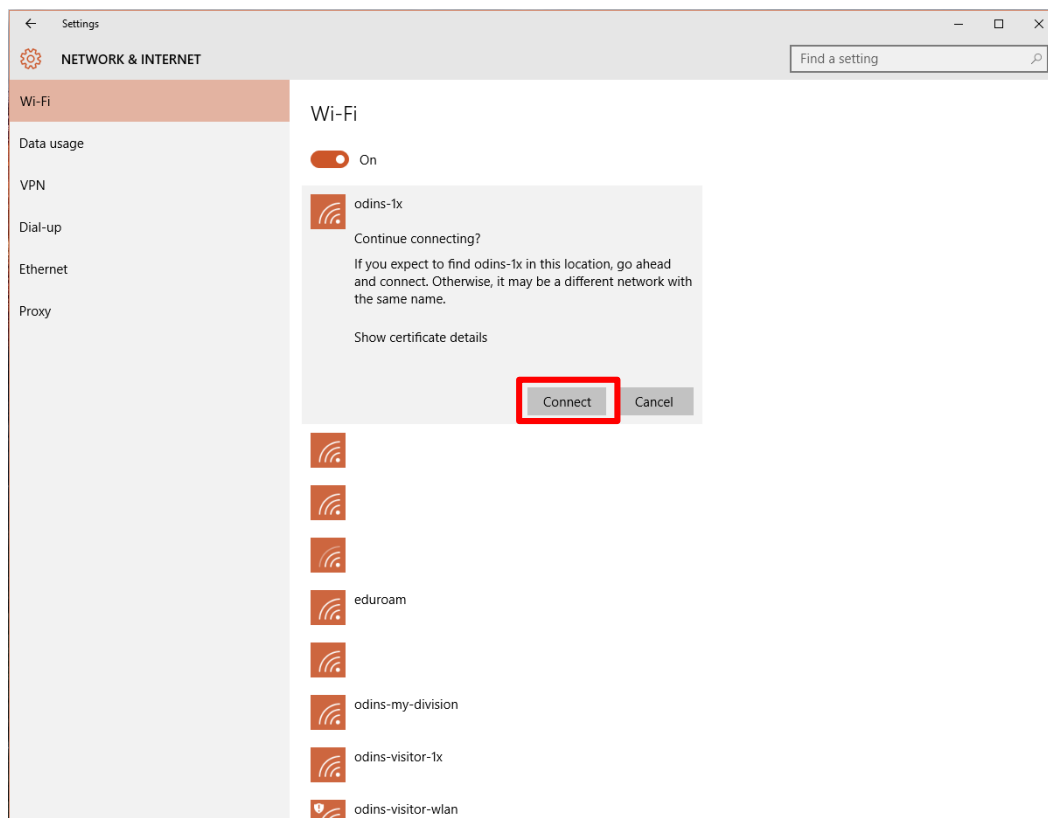 Settings
NETWORK & INTERNET
Find a setting
Wi-Fi
Data usage
VPN
Dial-up
Ethernet
Proxy
Wi-Fi
On
odins-1x
Continue connecting?
If you expect to find odins-1x in this location, go ahead
and connect. Otherwise, it may be a different network with
the same name.
Show certificate details
Connect Cancel
eduroam
odins-my-division
odins-visitor-1x
odins-visitor-wlan